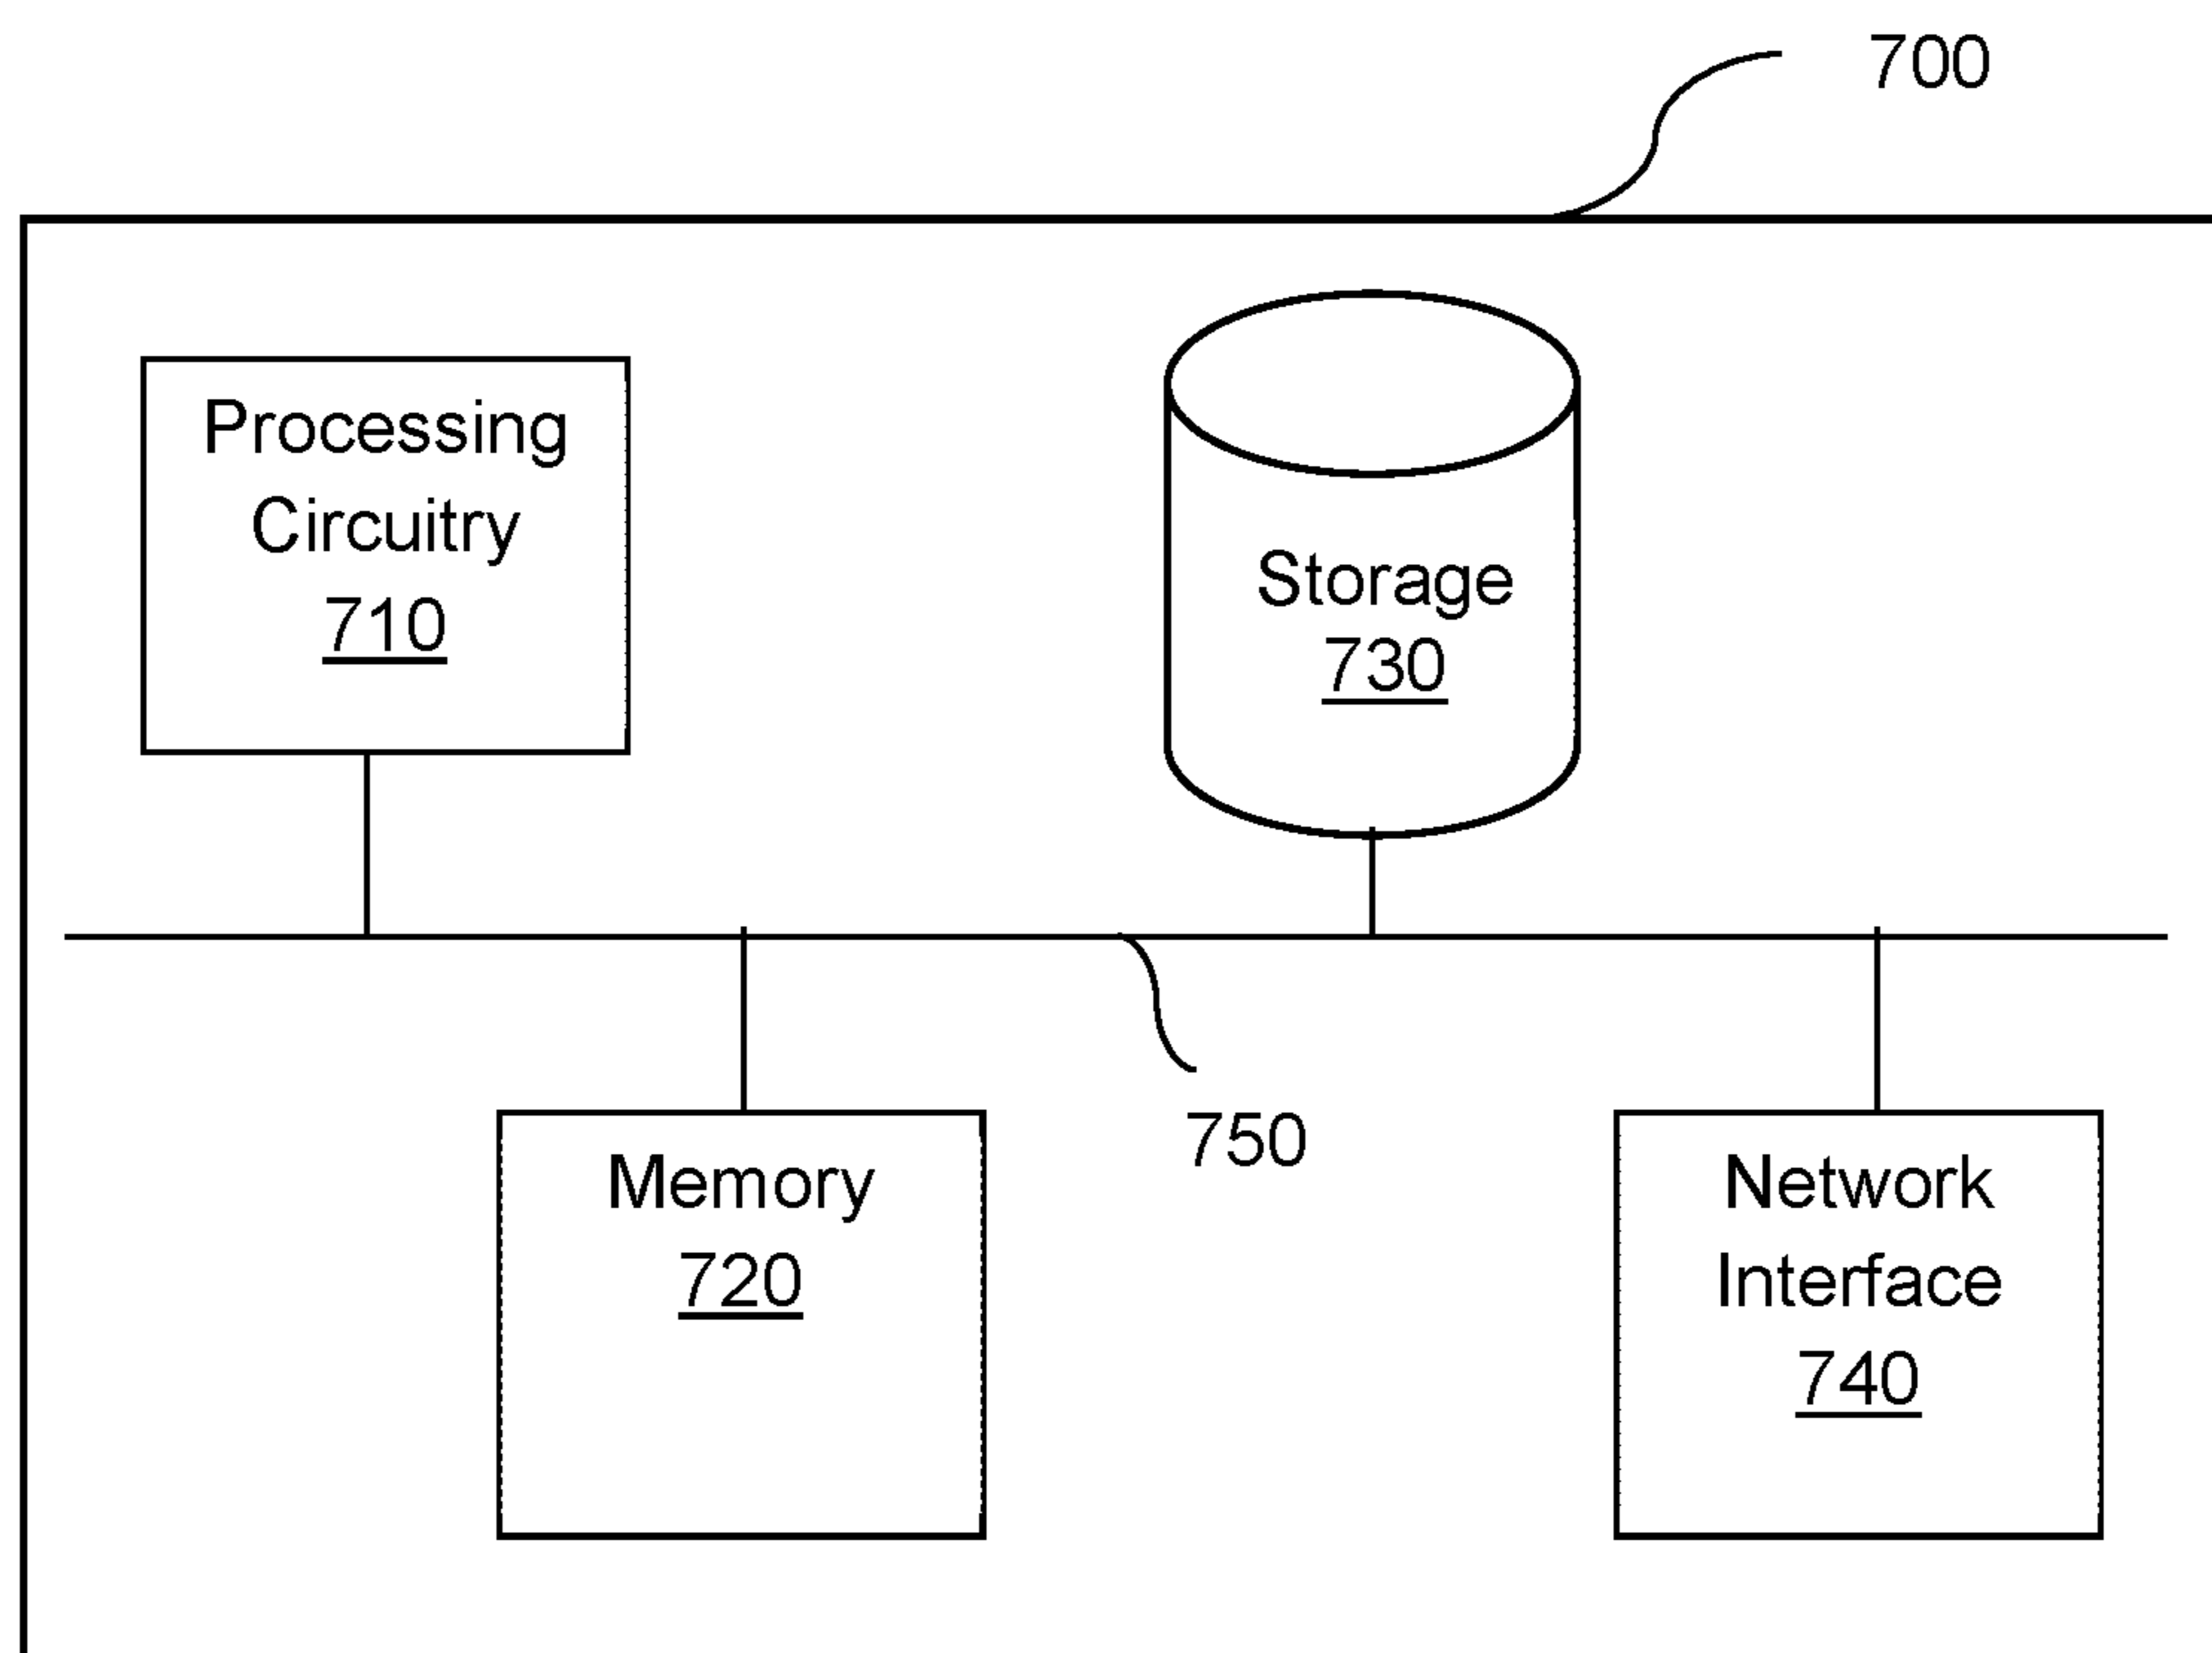 700
Processing
Circuitry
710
Storage
730
750
Memory
720
Network
Interface
740